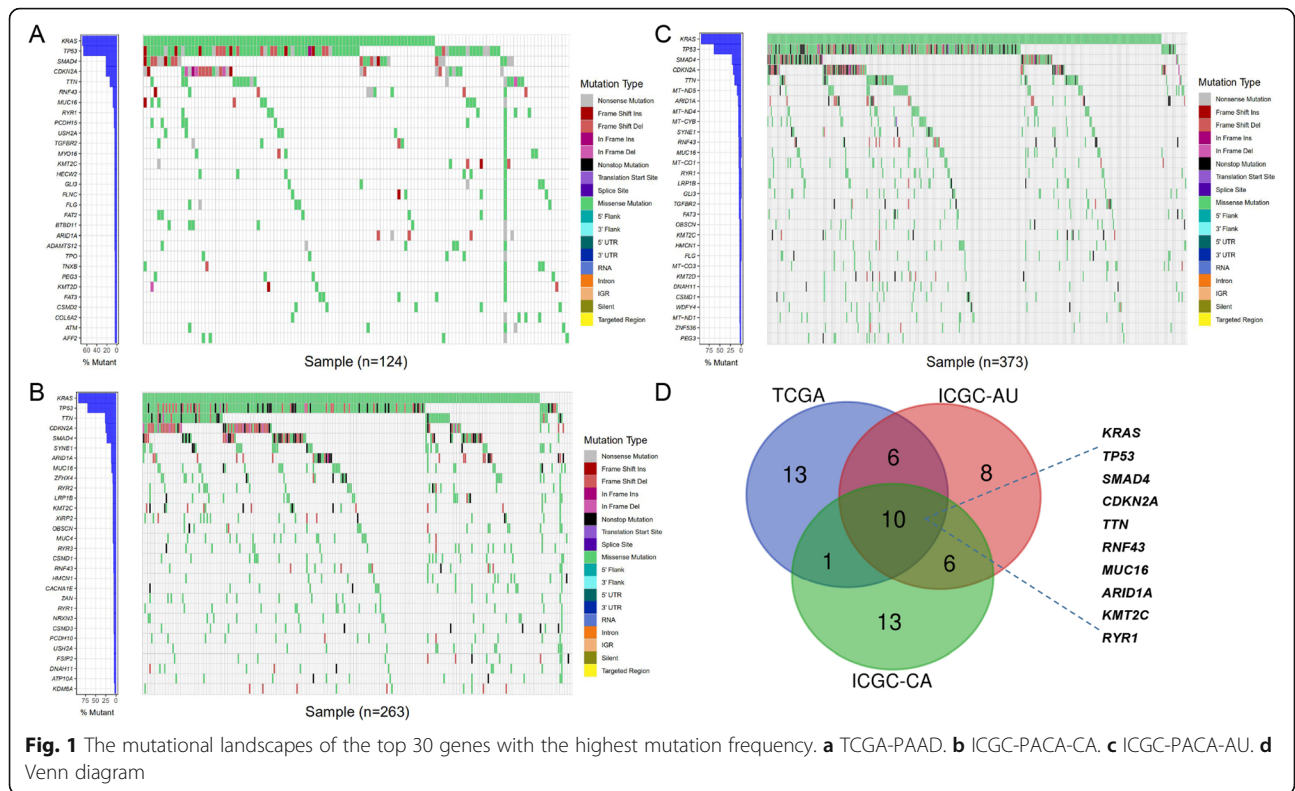 A
KRAS
TP53
SMAD4
CDKN2A
TTN
RNF43
MUC16
RYR1
PCDH15
USH2A
TGFBR2
MYO16
KMT2C
HECW2
GLI3
FLNC
FLG
FAT2
BTBD11
ARID1A
ADAMTS12
TPO
TNXB
PEG3
KMT2D
FAT3
CSMD2
COL6A2
ATM
AFF2
60 40 20 0
% Mutant
Sample (n=124)
Mutation Type
Nonsense Mutation
Frame Shift Ins
Frame Shift Del
In Frame Ins
In Frame Del
Nonstop Mutation
Translation Start Site
Splice Site
Missense Mutation
5' Flank
3' Flank
5' UTR
3' UTR
RNA
Intron
IGR
Silent
Targeted Region
C
KRAS
TP53
SMAD4
CDKN2A
TTN
MT-ND5
ARID1A
MT-ND4
MT-CYB
SYNE1
RNF43
MUC16
MT-CO1
RYR1
LRP1B
GLI3
TGFBR2
FAT3
OBSCN
KMT2C
HMCN1
FLG
MT-CO3
KMT2D
DNAH11
CSMD1
WDFY4
MT-ND1
ZNF536
PEG3
75 50 25 0
% Mutant
Sample (n=373)
Mutation Type
Nonsense Mutation
Frame Shift Ins
Frame Shift Del
In Frame Ins
In Frame Del
Nonstop Mutation
Translation Start Site
Splice Site
Missense Mutation
5' Flank
3' Flank
5' UTR
3' UTR
RNA
Intron
IGR
Silent
Targeted Region
B
KRAS
TP53
TTN
CDKN2A
SMAD4
SYNE1
ARID1A
MUC16
ZFHX4
RYR2
LRP1B
KMT2C
XIRP2
OBSCN
MUC4
RYR3
CSMD1
RNF43
HMCN1
CACNA1E
ZAN
RYR1
NRXN3
CSMD3
PCDH10
USH2A
FSIP2
DNAH11
ATP10A
KDM6A
75 50 25 0
% Mutant
Sample (n=263)
Mutation Type
Nonsense Mutation
Frame Shift Ins
Frame Shift Del
In Frame Ins
In Frame Del
Nonstop Mutation
Translation Start Site
Splice Site
Missense Mutation
5' Flank
3' Flank
5' UTR
3' UTR
RNA
Intron
IGR
Silent
Targeted Region
D
TCGA
ICGC-AU
13
6
8
10
1
6
13
ICGC-CA
KRAS
TP53
SMAD4
CDKN2A
TTN
RNF43
MUC16
ARID1A
KMT2C
RYR1
Fig. 1 The mutational landscapes of the top 30 genes with the highest mutation frequency. a TCGA-PAAD. b ICGC-PACA-CA. c ICGC-PACA-AU. d
Venn diagram